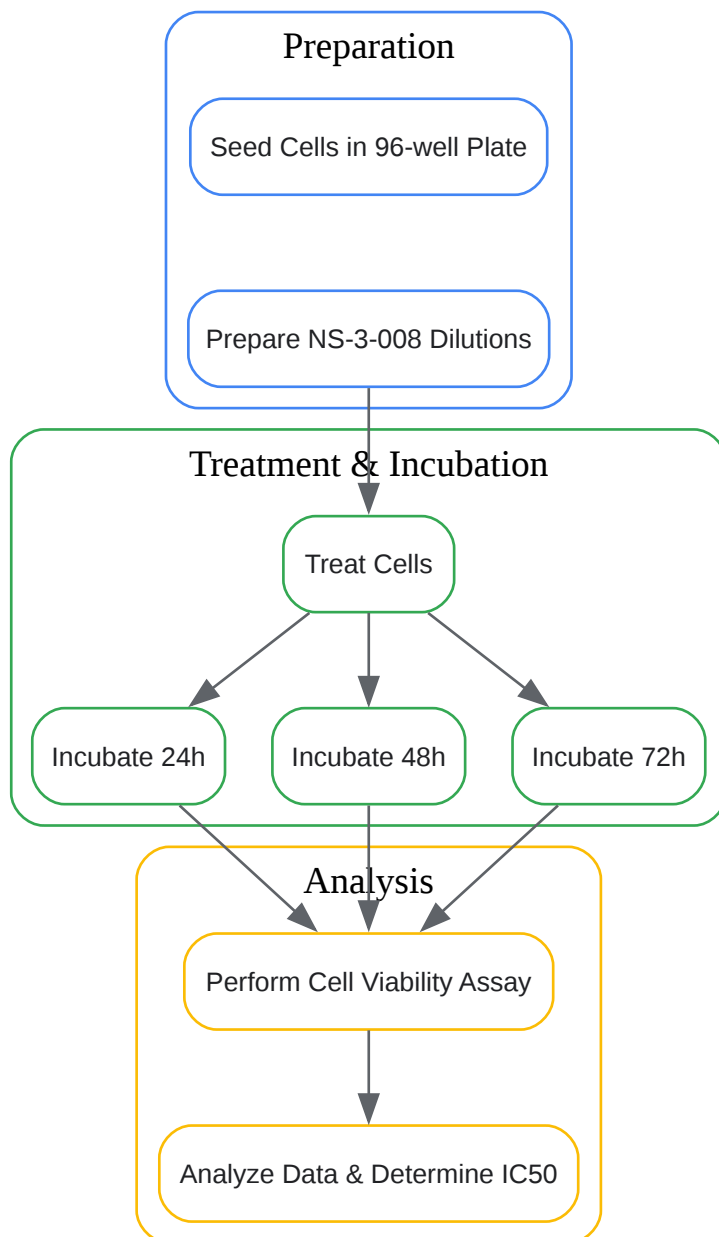 Preparation
Seed Cells in 96-well Plate
Prepare NS-3-008 Dilutions
Treatment & Incubation
Treat Cells
Incubate 24h
Incubate 48h
Incubate 72h
Analysis
Perform Cell Viability Assay
Analyze Data & Determine IC50